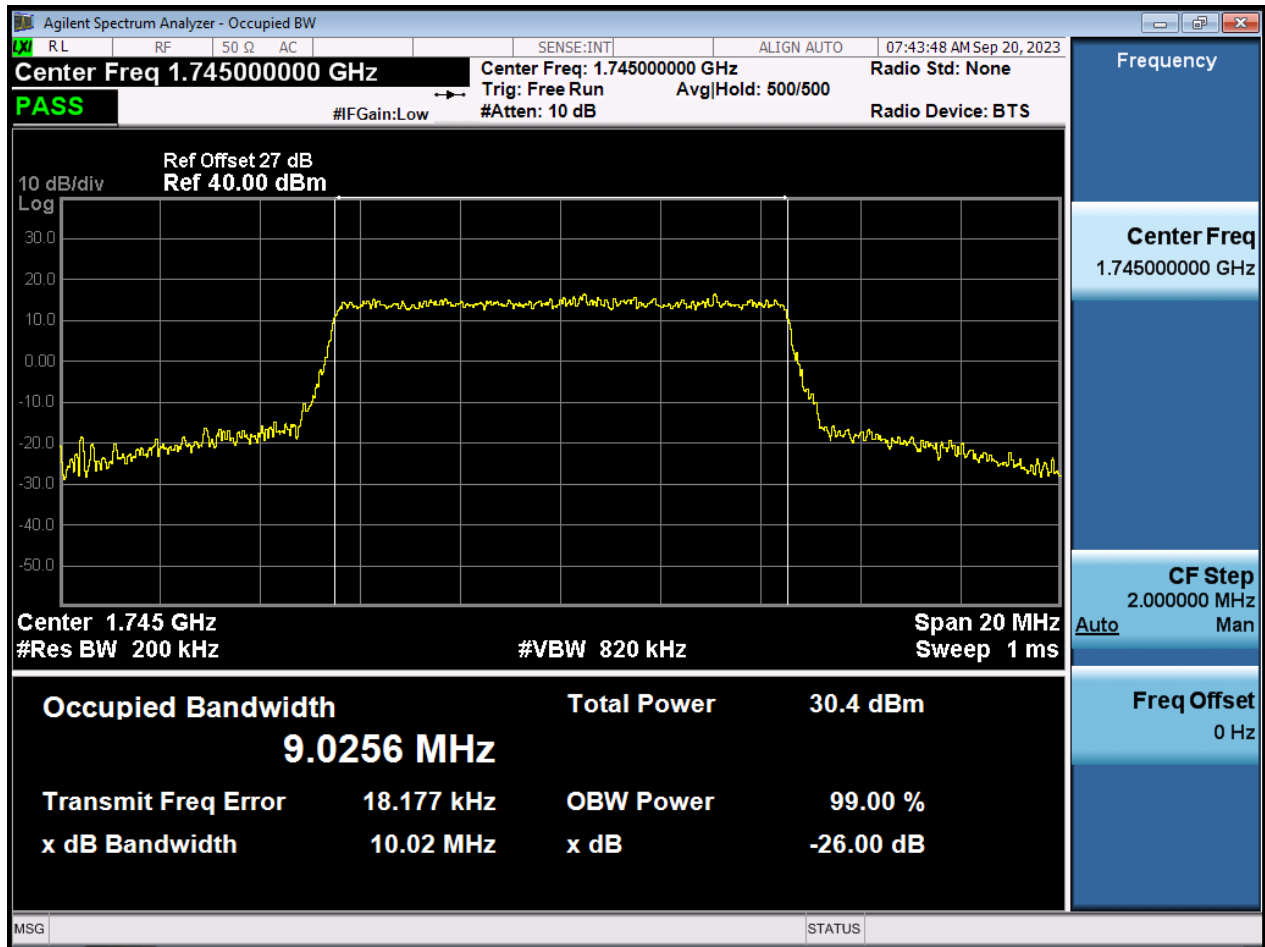 Agilent Spectrum Analyzer - Occupied BW
LXI RL RF 50 Ω AC SENSE:INT ALIGN AUTO 07:43:48 AM Sep 20, 2023
Center Freq 1.745000000 GHz
PASS
#IFGain:Low
Center Freq: 1.745000000 GHz
Trig: Free Run Avg|Hold: 500/500
#Atten: 10 dB
Radio Std: None
Radio Device: BTS
Ref Offset 27 dB
10 dB/div Ref 40.00 dBm
Log
30.0
20.0
10.0
0.00
-10.0
-20.0
-30.0
-40.0
-50.0
Center 1.745 GHz Span 20 MHz
#Res BW 200 kHz #VBW 820 kHz Sweep 1 ms
Occupied Bandwidth Total Power 30.4 dBm
9.0256 MHz
Transmit Freq Error 18.177 kHz OBW Power 99.00 %
x dB Bandwidth 10.02 MHz x dB -26.00 dB
MSG STATUS
Frequency
Center Freq
1.745000000 GHz
CF Step
2.000000 MHz
Auto Man
Freq Offset
0 Hz